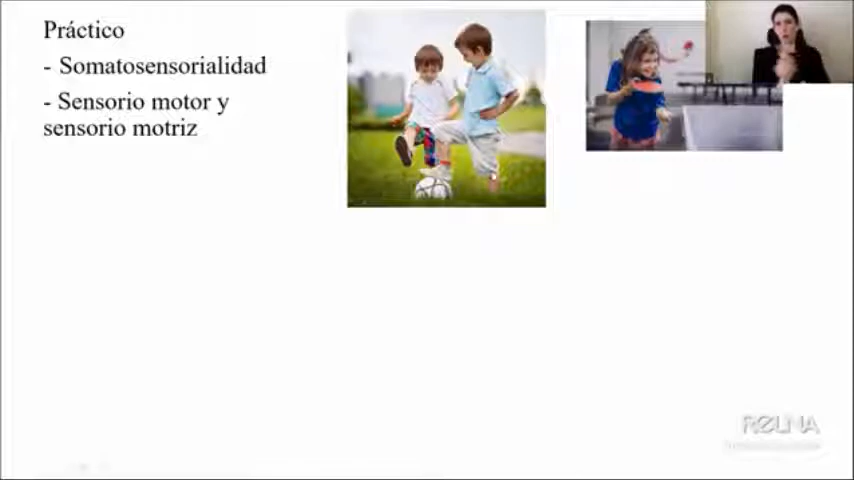 Práctico
- Somatosensorialidad
- Sensorio motor y
sensorio motriz